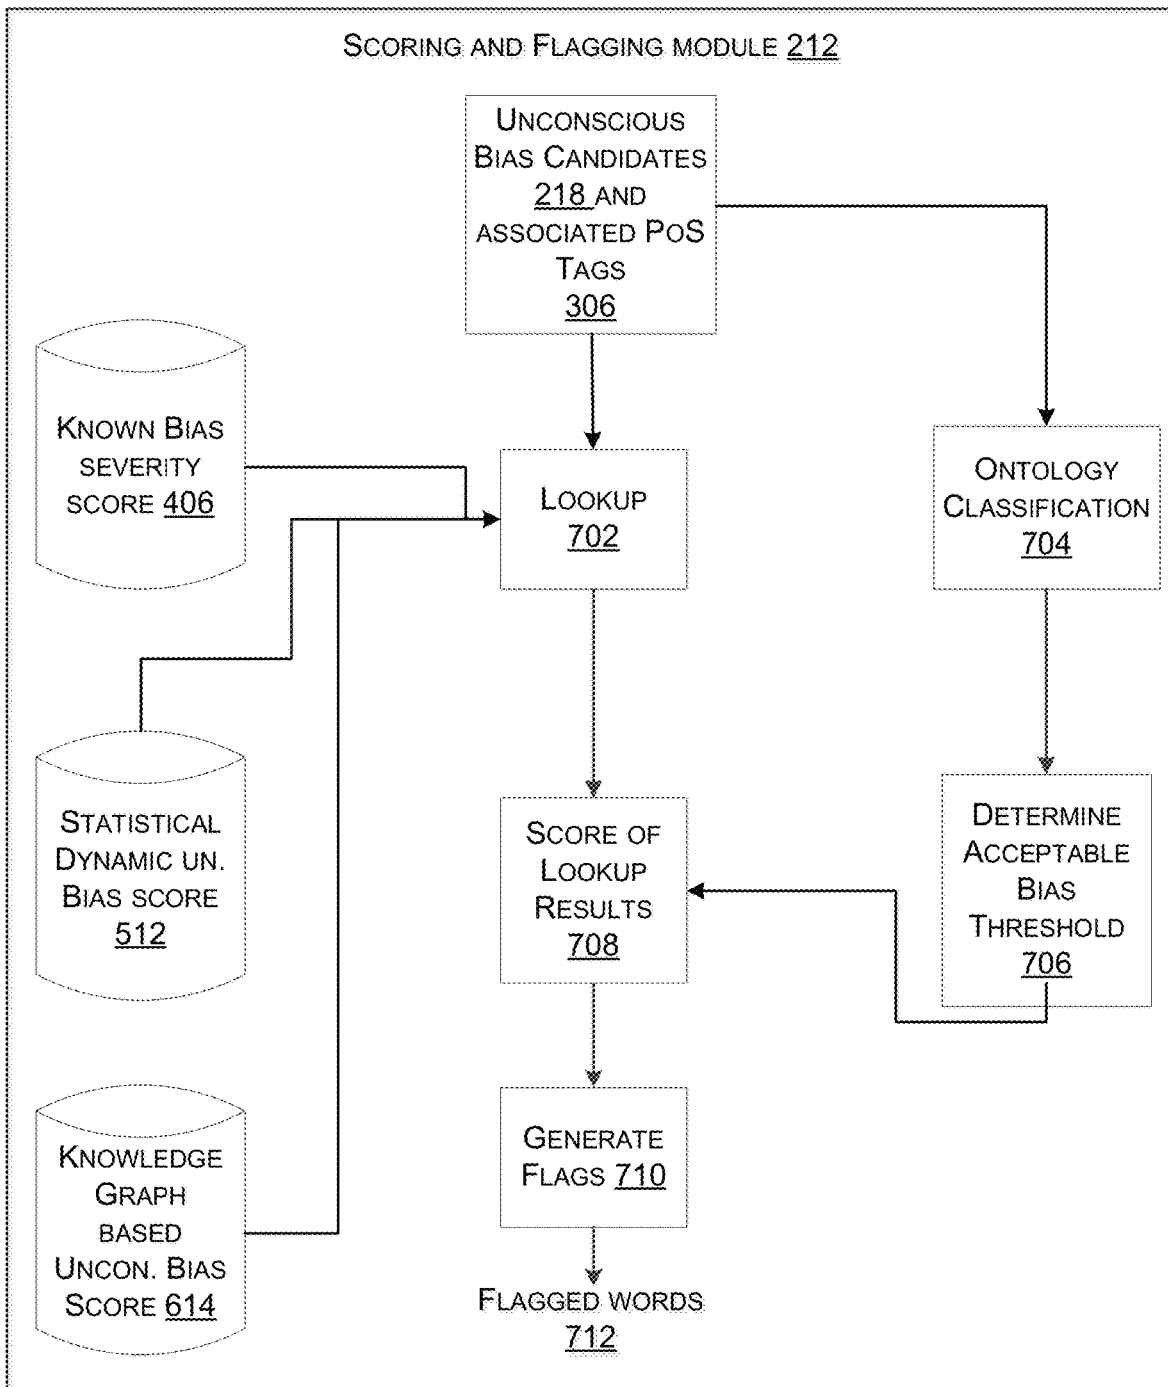 SCORING AND FLAGGING MODULE 212
UNCONSCIOUS
BIAS CANDIDATES
218 AND
ASSOCIATED POS
TAGS
306
KNOWN BIAS
SEVERITY
SCORE 406
LOOKUP
702
ONTOLOGY
CLASSIFICATION
704
STATISTICAL
DYNAMIC UN.
BIAS SCORE
512
SCORE OF
LOOKUP
RESULTS
708
DETERMINE
ACCEPTABLE
BIAS
THRESHOLD
706
KNOWLEDGE
GRAPH
BASED
UNCON. BIAS
SCORE 614
GENERATE
FLAGS 710
FLAGGED WORDS
712